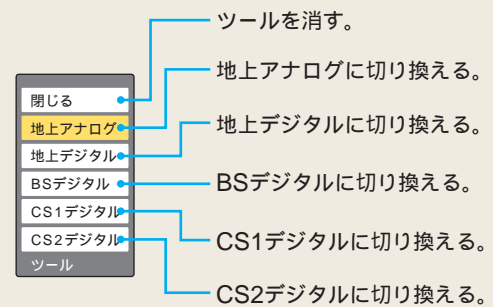 ツールを消す。
地上アナログに切り換える。
地上デジタルに切り換える。
BSデジタルに切り換える。
CS1デジタルに切り換える。
CS2デジタルに切り換える。
閉じる
地上アナログ
地上デジタル
BSデジタル
CS1デジタル
CS2デジタル
ツール